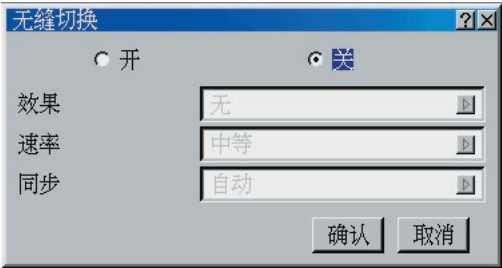 无缝切换
开 关
效果 无
速率 中等
同步 自动
确认 取消